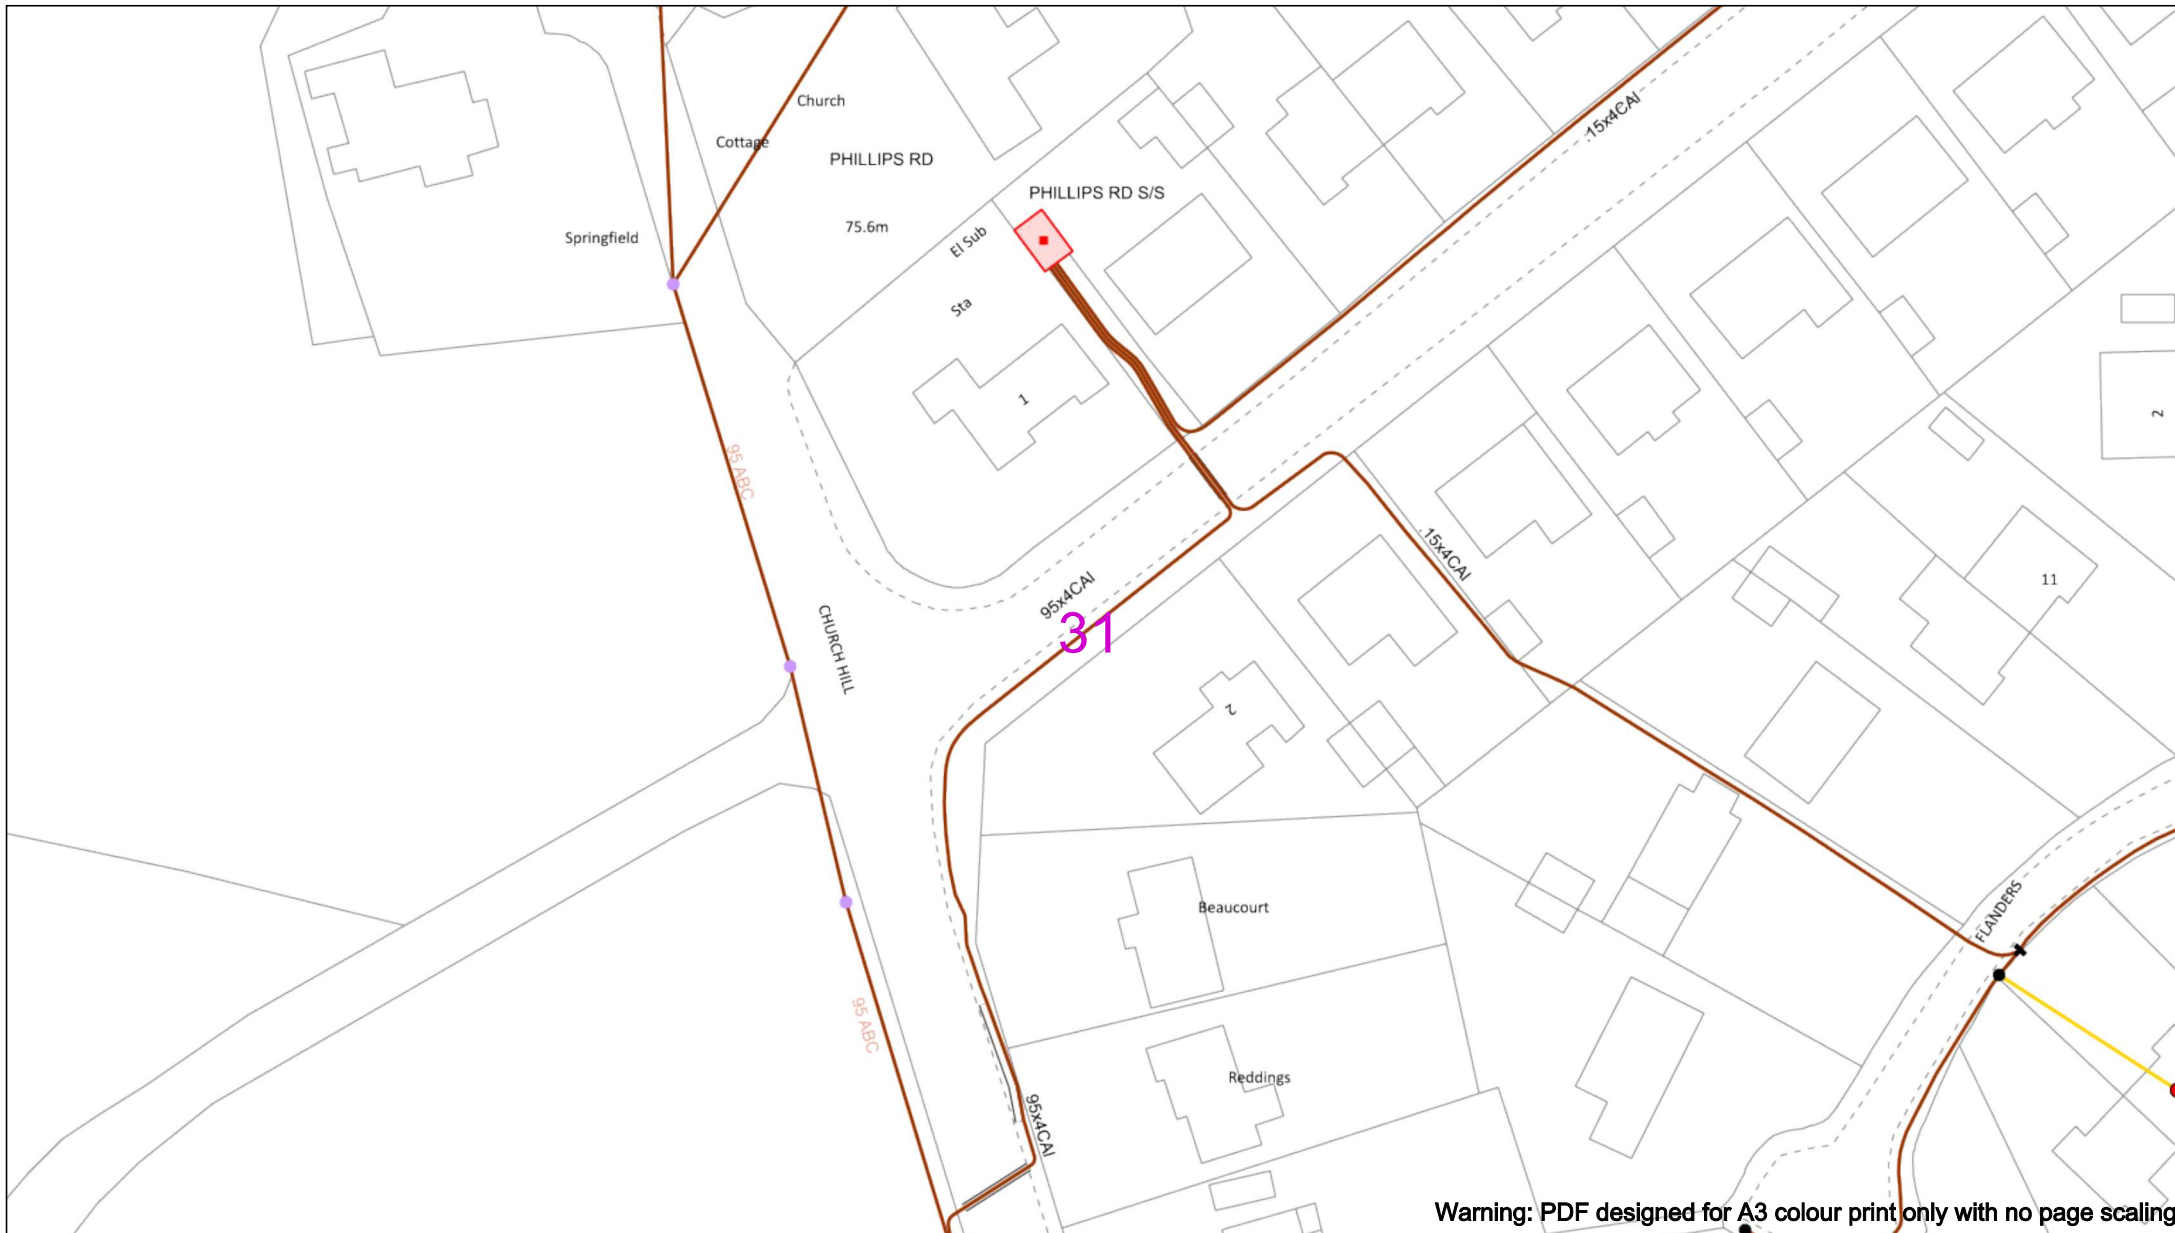 Church
Cottage
PHILLIPS RD
.15x4CAI
PHILLIPS RD S/S
75.6m
Springfield
El Sub
Sta
1
2
95 ABC
.15x4CAI
95x4CAI
11
31
CHURCH HILL
2
Beaucourt
FLANDERS
95 ABC
Reddings
95x4CAI
Warning: PDF designed for A3 colour print only with no page scaling